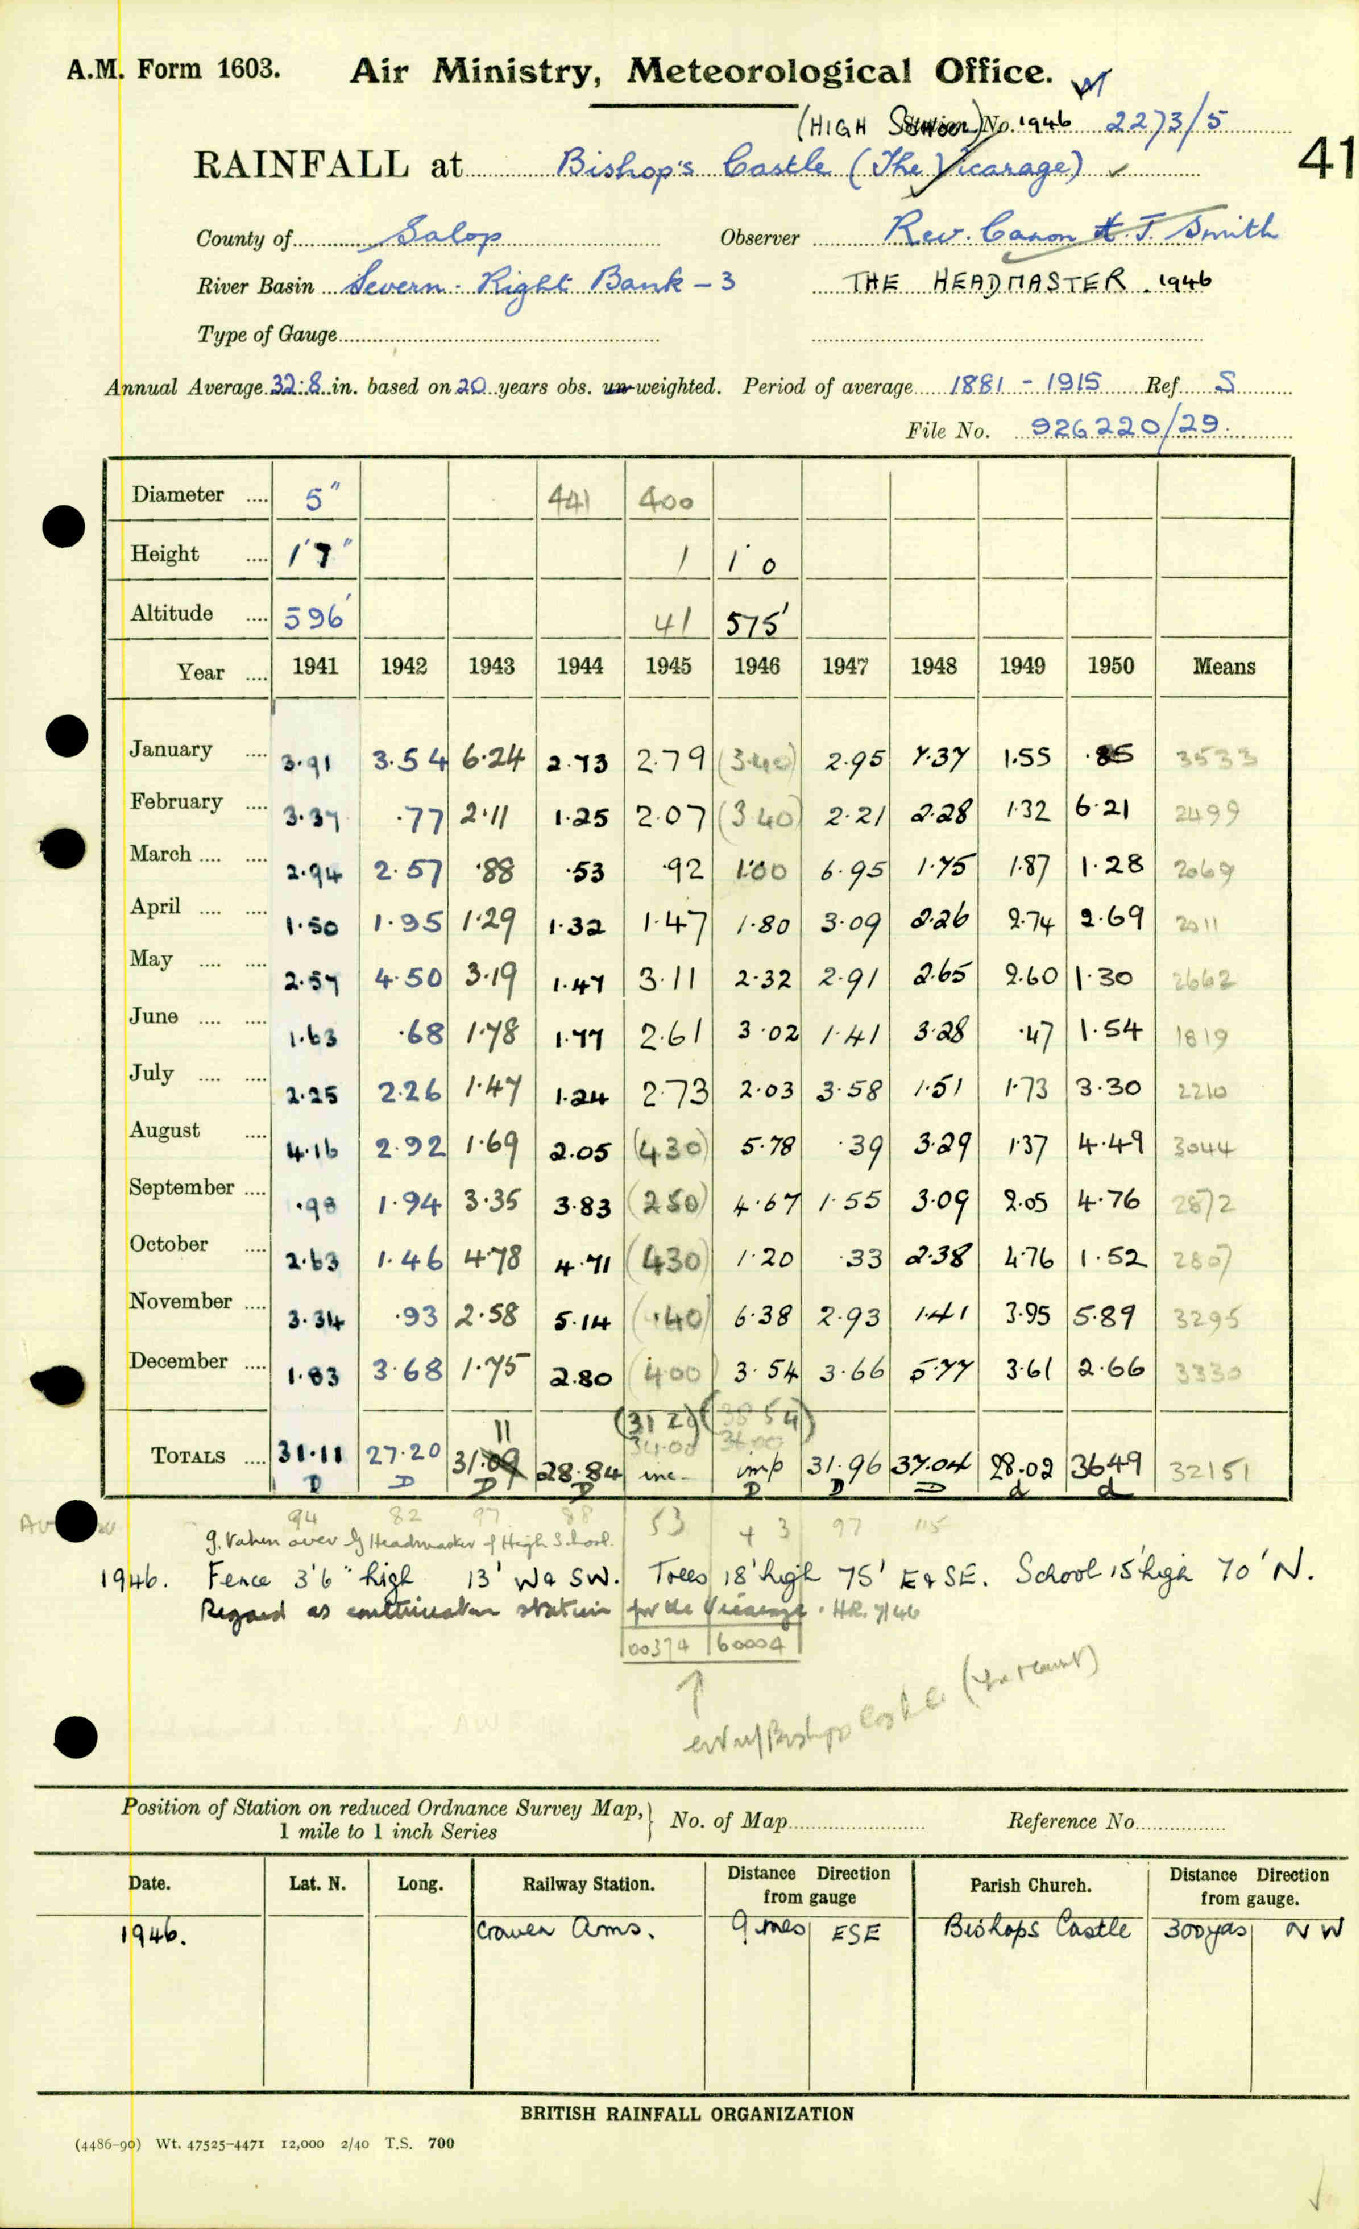 A.M. Form 1603. Air Ministry, Meteorological Office.
(HIGH SCHOOL) Station No. 1946 2273/5
RAINFALL at Bishop's Castle (The Vicarage) ✓ 41
County of Salop Observer Rev. Canon H. J. Smith
River Basin Severn - Right Bank - 3 THE HEADMASTER. 1946
Type of Gauge
Annual Average 32.8 in. based on 20 years obs. un-weighted. Period of average 1881 - 1915 Ref. S
File No. 926220/29.
Diameter 5" 441 400
Height 1'7" 1 1' 0
Altitude 596' 41 575'
Year 1941 1942 1943 1944 1945 1946 1947 1948 1949 1950 Means
January 3.91 3.54 6.24 2.73 2.79 (3.40) 2.95 7.37 1.55 .85 3533
February 3.37 .77 2.11 1.25 2.07 (3.40) 2.21 2.28 1.32 6.21 2499
March 2.94 2.57 .88 .53 .92 1.00 6.95 1.75 1.87 1.28 2069
April 1.50 1.95 1.29 1.32 1.47 1.80 3.09 2.26 2.74 2.69 2011
May 2.57 4.50 3.19 1.47 3.11 2.32 2.91 2.65 2.60 1.30 2662
June 1.63 .68 1.78 1.77 2.61 3.02 1.41 3.28 .47 1.54 1819
July 2.25 2.26 1.47 1.24 2.73 2.03 3.58 1.51 1.73 3.30 2210
August 4.16 2.92 1.69 2.05 (430) 5.78 .39 3.29 1.37 4.49 3044
September .98 1.94 3.35 3.83 (250) 4.67 1.55 3.09 2.05 4.76 2872
October 2.63 1.46 4.78 4.71 (430) 1.20 .33 2.38 4.76 1.52 2807
November 3.34 .93 2.58 5.14 (.40) 6.38 2.93 1.41 3.95 5.89 3295
December 1.83 3.68 1.75 2.80 (400) 3.54 3.66 5.77 3.61 2.66 3330
11 (31 20) (38 54)
34.00 36.00
TOTALS 31.11 27.20 31.09 28.84 inc. imp 31.96 37.04 28.02 36.49 32151
D D D D D D D d d
94 82 97 88 53 43 97 115
g. taken over by Headmaster of High School.
1946. Fence 3'6" high 13' W & SW. Trees 18' high 75' E & SE. School 15' high 70' N.
Regard as continuation station for the Vicarage. HR. 7/46
00374 60004
Bishops Castle
Position of Station on reduced Ordnance Survey Map, 1 mile to 1 inch Series No. of Map Reference No.
Date. Lat. N. Long. Railway Station. Distance from gauge Direction Parish Church. Distance Direction from gauge.
1946. Craven Arms. 9 mes ESE Bishops Castle 300 yds NW
BRITISH RAINFALL ORGANIZATION
(4486-90) Wt. 47525-4471 12,000 2/40 T.S. 700